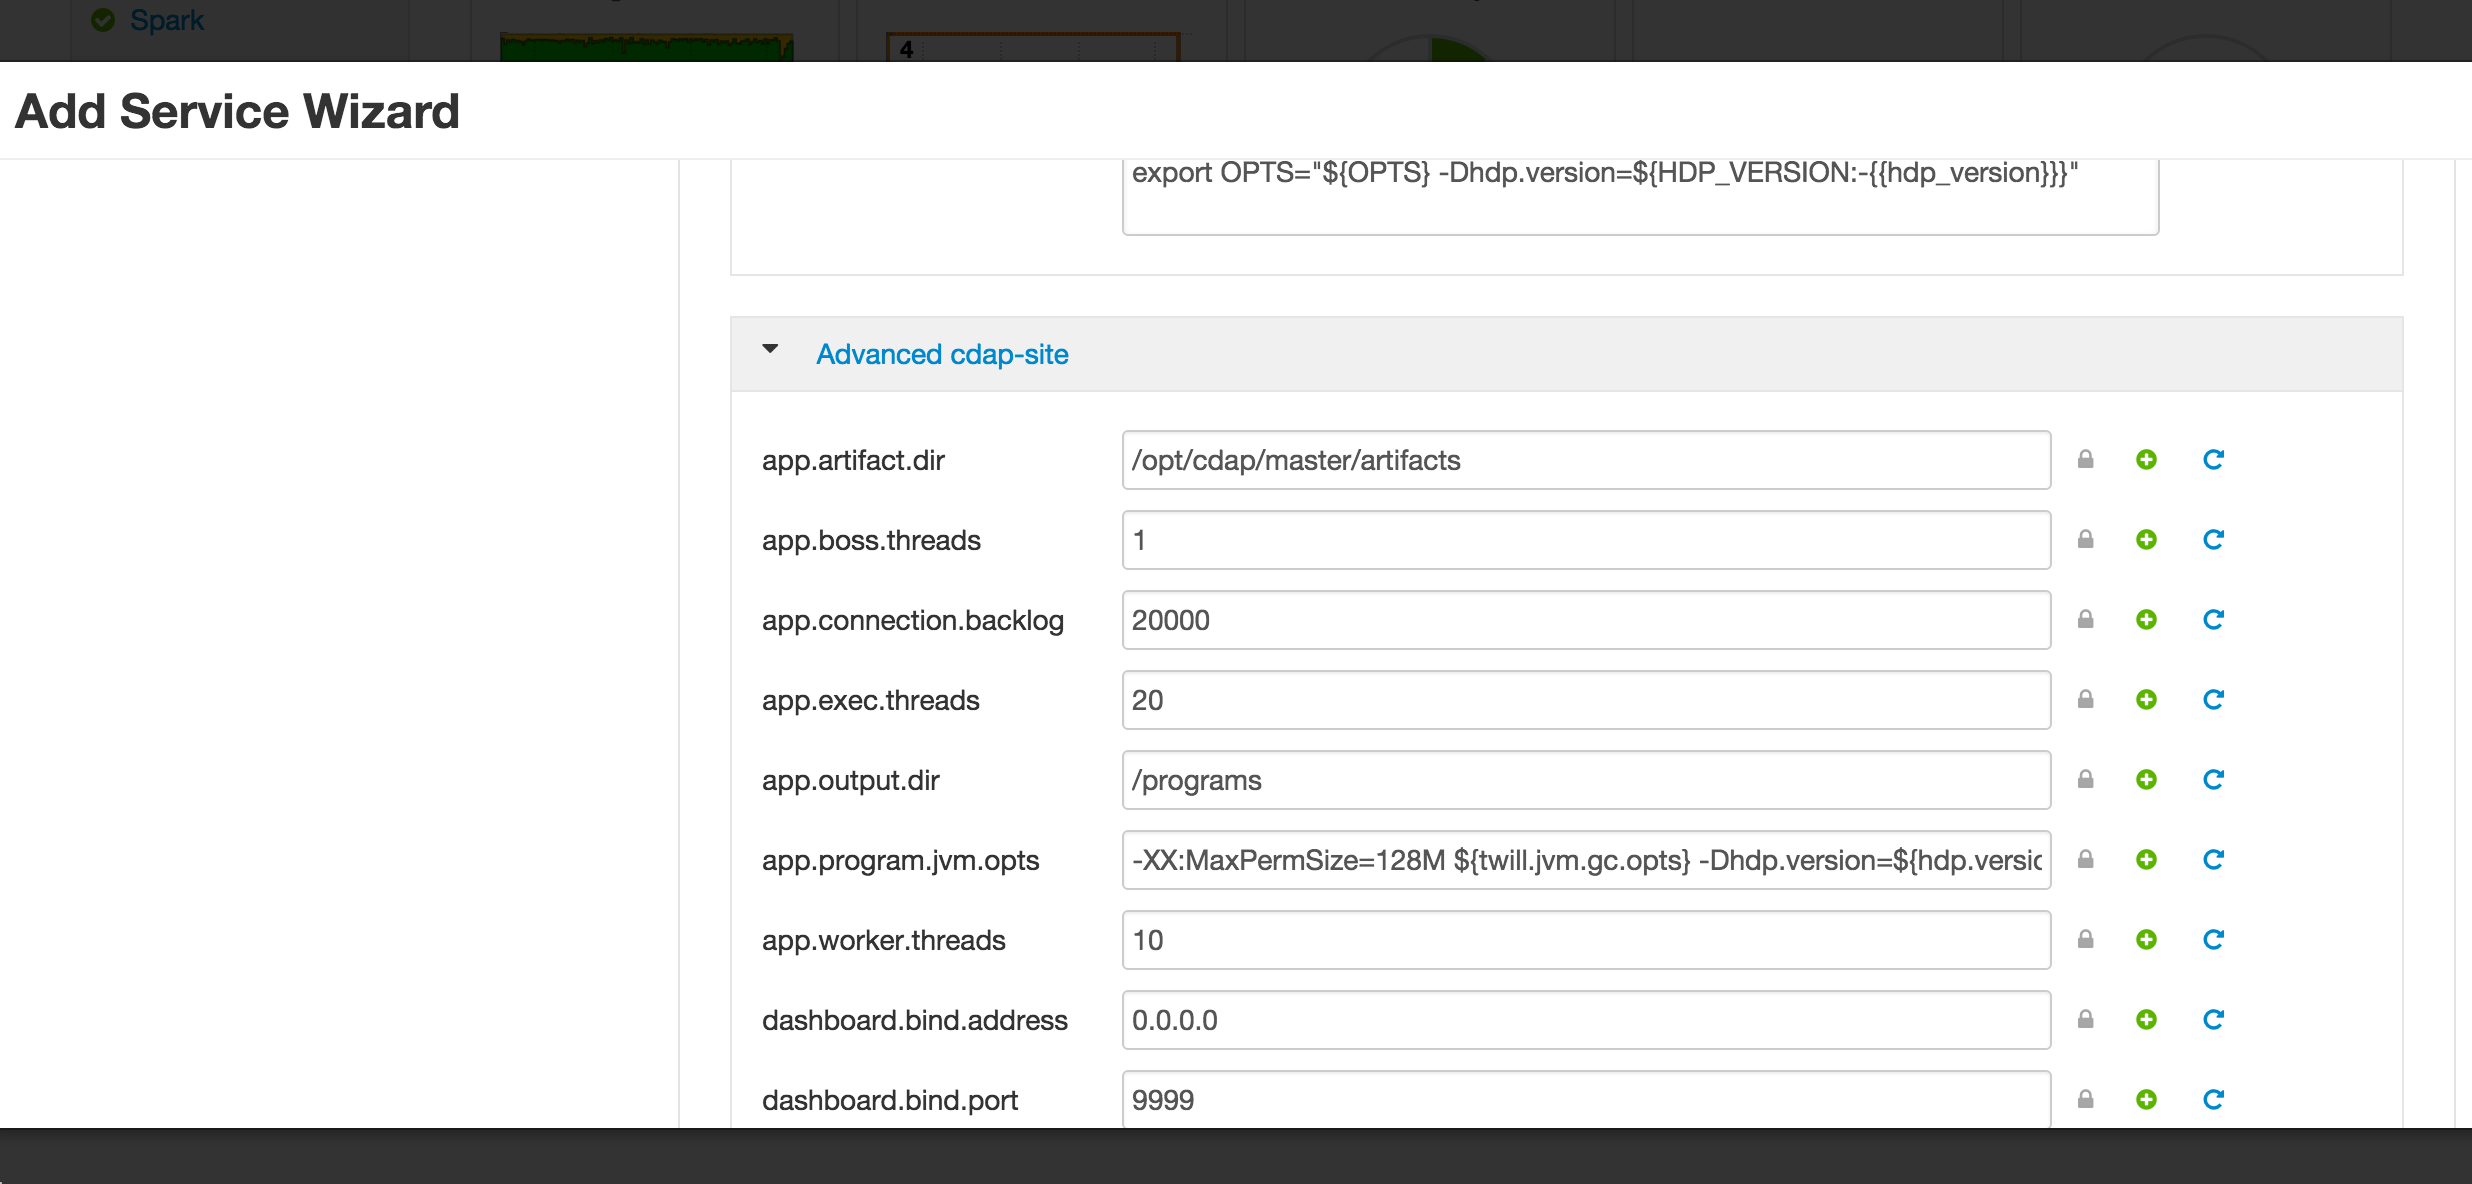 Spark
4
Add Service Wizard
export OPTS="${OPTS} -Dhdp.version=${HDP_VERSION:-{{hdp_version}}}"
Advanced cdap-site
app.artifact.dir /opt/cdap/master/artifacts
app.boss.threads 1
app.connection.backlog 20000
app.exec.threads 20
app.output.dir /programs
app.program.jvm.opts -XX:MaxPermSize=128M ${twill.jvm.gc.opts} -Dhdp.version=${hdp.versic
app.worker.threads 10
dashboard.bind.address 0.0.0.0
dashboard.bind.port 9999